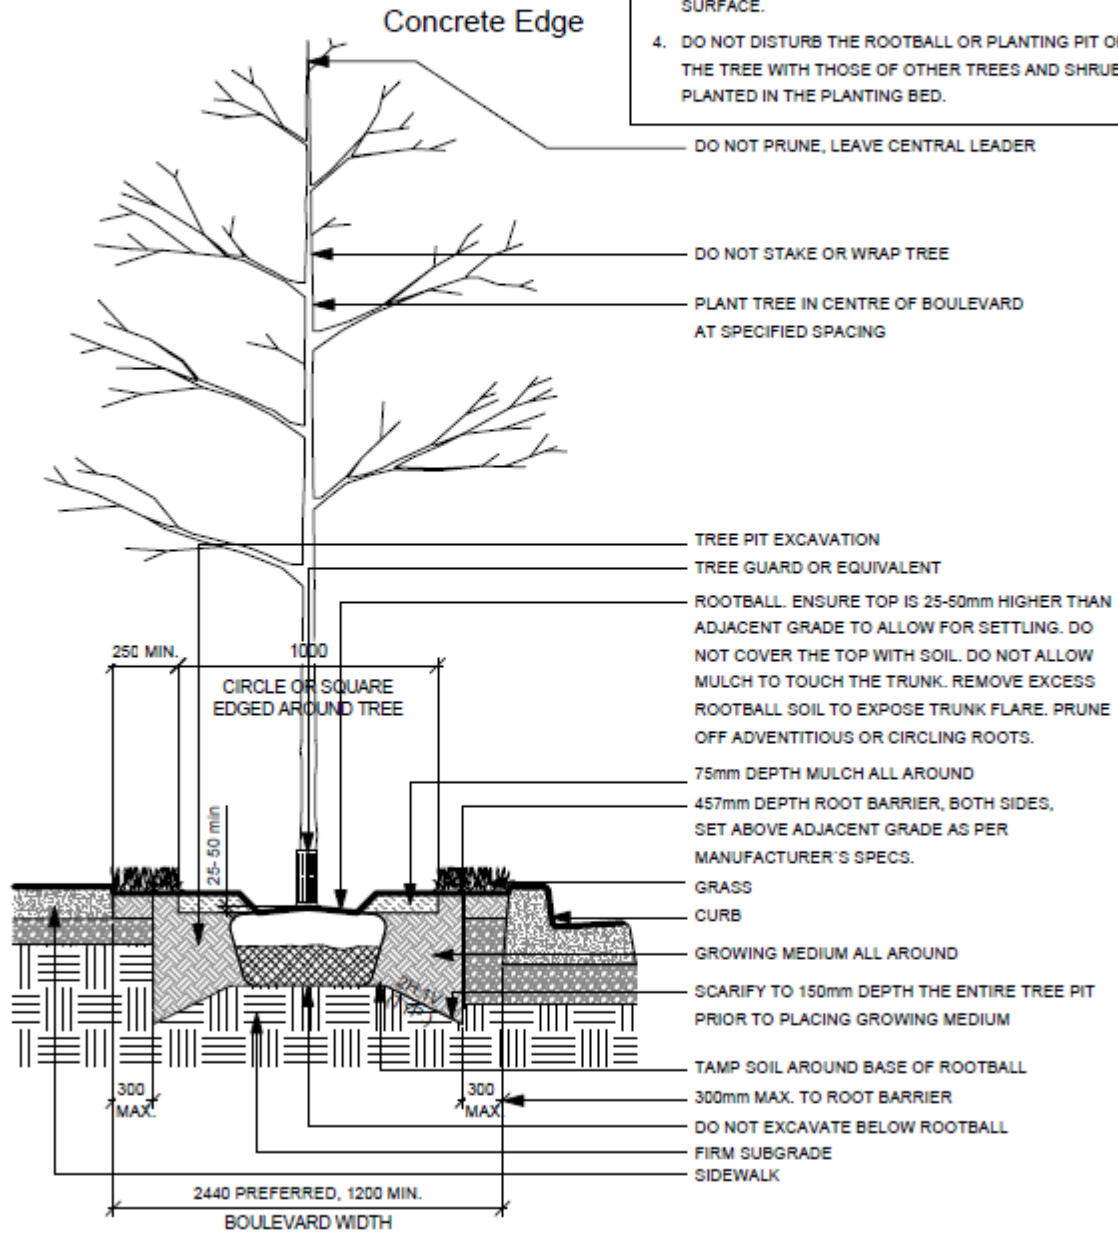 Concrete Edge
SURFACE.
4. DO NOT DISTURB THE ROOTBALL OR PLANTING PIT
THE TREE WITH THOSE OF OTHER TREES AND
PLANTED IN THE PLANTING BED.
DO NOT PRUNE, LEAVE CENTRAL LEADER
DO NOT STAKE OR WRAP TREE
PLANT TREE IN CENTRE OF BOULEVARD
AT SPECIFIED SPACING
TREE PIT EXCAVATION
TREE GUARD OR EQUIVALENT
ROOTBALL. ENSURE TOP IS 25-50mm HIGHER THAN
ADJACENT GRADE TO ALLOW FOR SETTLING. DO
NOT COVER THE TOP WITH SOIL. DO NOT ALLOW
MULCH TO TOUCH THE TRUNK. REMOVE EXCESS
ROOTBALL SOIL TO EXPOSE TRUNK FLARE. PRUNE
OFF ADVENTITIOUS OR CIRCLING ROOTS.
250 MIN.
1000
CIRCLE OR SQUARE
EDGED AROUND TREE
75mm DEPTH MULCH ALL AROUND
457mm DEPTH ROOT BARRIER, BOTH SIDES,
SET ABOVE ADJACENT GRADE AS PER
MANUFACTURER'S SPECS.
25- 50 min
GRASS
CURB
GROWING MEDIUM ALL AROUND
2H:1V
(TYP.)
SCARIFY TO 150mm DEPTH THE ENTIRE TREE PIT
PRIOR TO PLACING GROWING MEDIUM
TAMP SOIL AROUND BASE OF ROOTBALL
300
MAX.
300
MAX.
300mm MAX. TO ROOT BARRIER
DO NOT EXCAVATE BELOW ROOTBALL
FIRM SUBGRADE
SIDEWALK
2440 PREFERRED, 1200 MIN.
BOULEVARD WIDTH